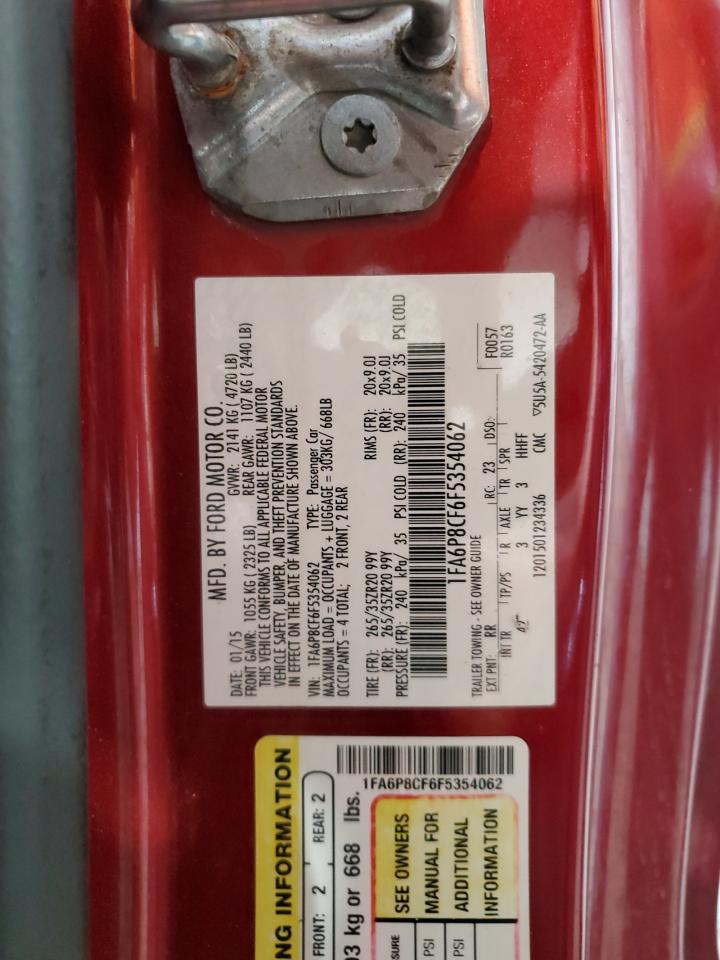 MFD. BY FORD MOTOR CO.
DATE: 01/15 GVWR: 2141 KG ( 4720 LB)
FRONT GAWR: 1055 KG ( 2325 LB) REAR GAWR: 1107 KG ( 2440 LB)
THIS VEHICLE CONFORMS TO ALL APPLICABLE FEDERAL MOTOR
VEHICLE SAFETY, BUMPER, AND THEFT PREVENTION STANDARDS
IN EFFECT ON THE DATE OF MANUFACTURE SHOWN ABOVE.
VIN: 1FA6P8CF6F5354062 TYPE: Passenger Car
MAXIMUM LOAD = OCCUPANTS + LUGGAGE = 303KG/ 668LB
OCCUPANTS = 4 TOTAL; 2 FRONT, 2 REAR
TIRE (FR): 265/35ZR20 99Y RIMS (FR): 20x9.0J
(RR): 265/35ZR20 99Y (RR): 20x9.0J
PRESSURE (FR): 240 kPa/ 35 PSI COLD (RR): 240 kPa/ 35 PSI COLD
1FA6P8CF6F5354062
TRAILER TOWING - SEE OWNER GUIDE F0057
EXT PNT: RR RC: 23 DSO: R0163
INT TR TP/PS R AXLE TR SPR
3 YY 3 HHFF
1201501234336 CMC ▽5U5A-5420472-AA
NG INFORMATION
FRONT: 2 REAR: 2
03 kg or 668 lbs.
1FA6P8CF6F5354062
SURE
PSI
PSI
SEE OWNERS
MANUAL FOR
ADDITIONAL
INFORMATION